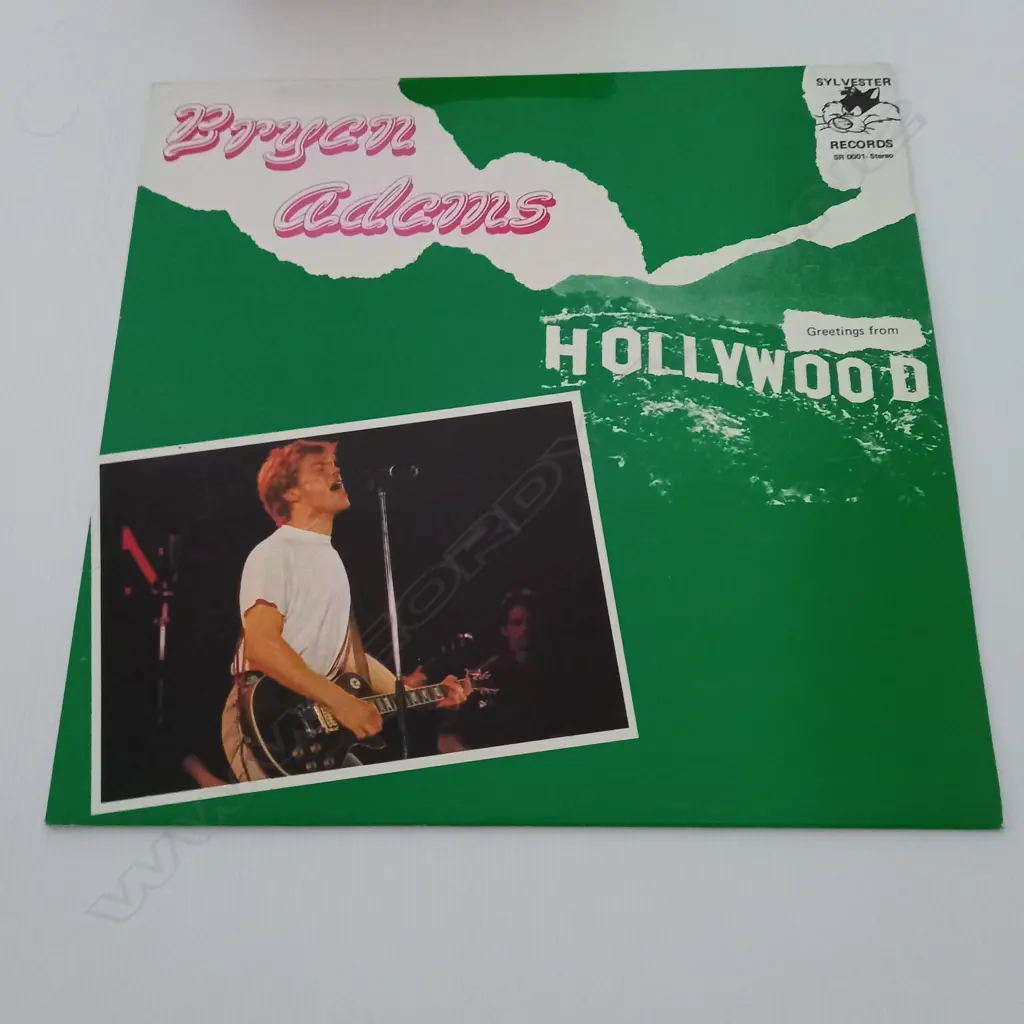 Bryan
Adams
SYLVESTER
RECORDS
SR 0001 · Stereo
Greetings from
HOLLYWOOD